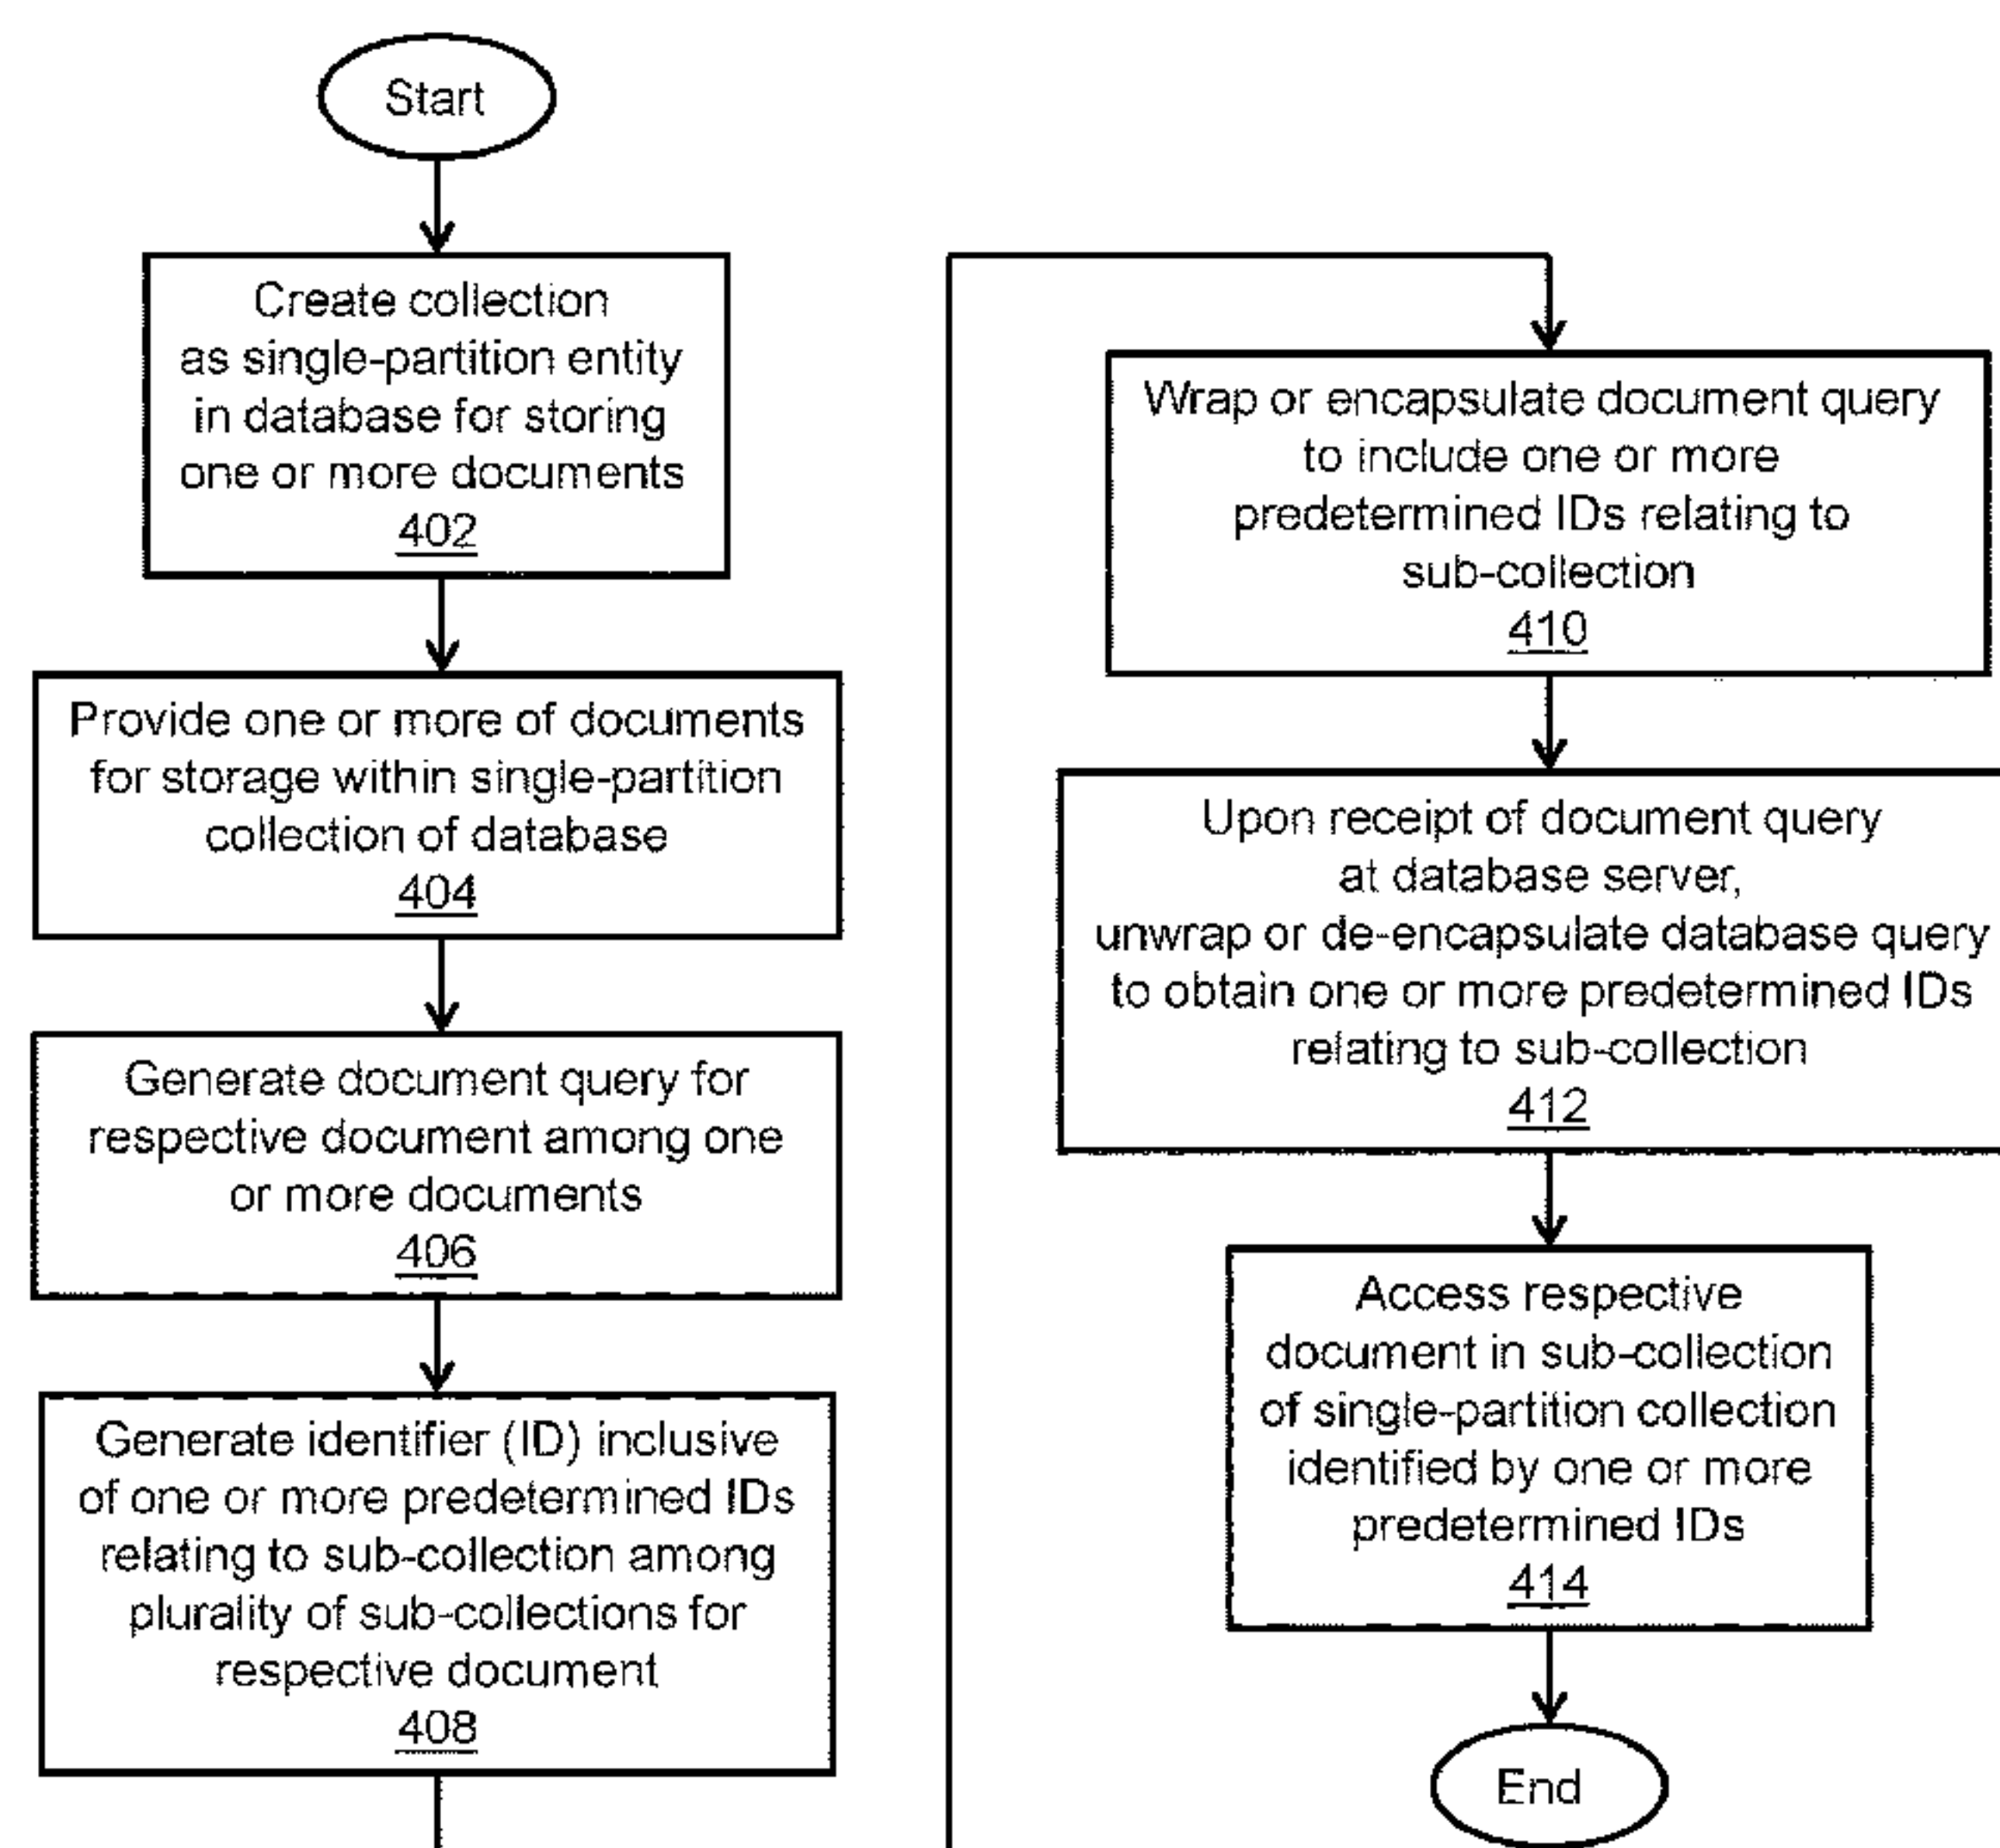 Start
Create collection
as single-partition entity
in database for storing
one or more documents
402
Provide one or more of documents
for storage within single-partition
collection of database
404
Generate document query for
respective document among one
or more documents
406
Generate identifier (ID) inclusive
of one or more predetermined IDs
relating to sub-collection among
plurality of sub-collections for
respective document
408
Wrap or encapsulate document query
to include one or more
predetermined IDs relating to
sub-collection
410
Upon receipt of document query
at database server,
unwrap or de-encapsulate database query
to obtain one or more predetermined IDs
relating to sub-collection
412
Access respective
document in sub-collection
of single-partition collection
identified by one or more
predetermined IDs
414
End